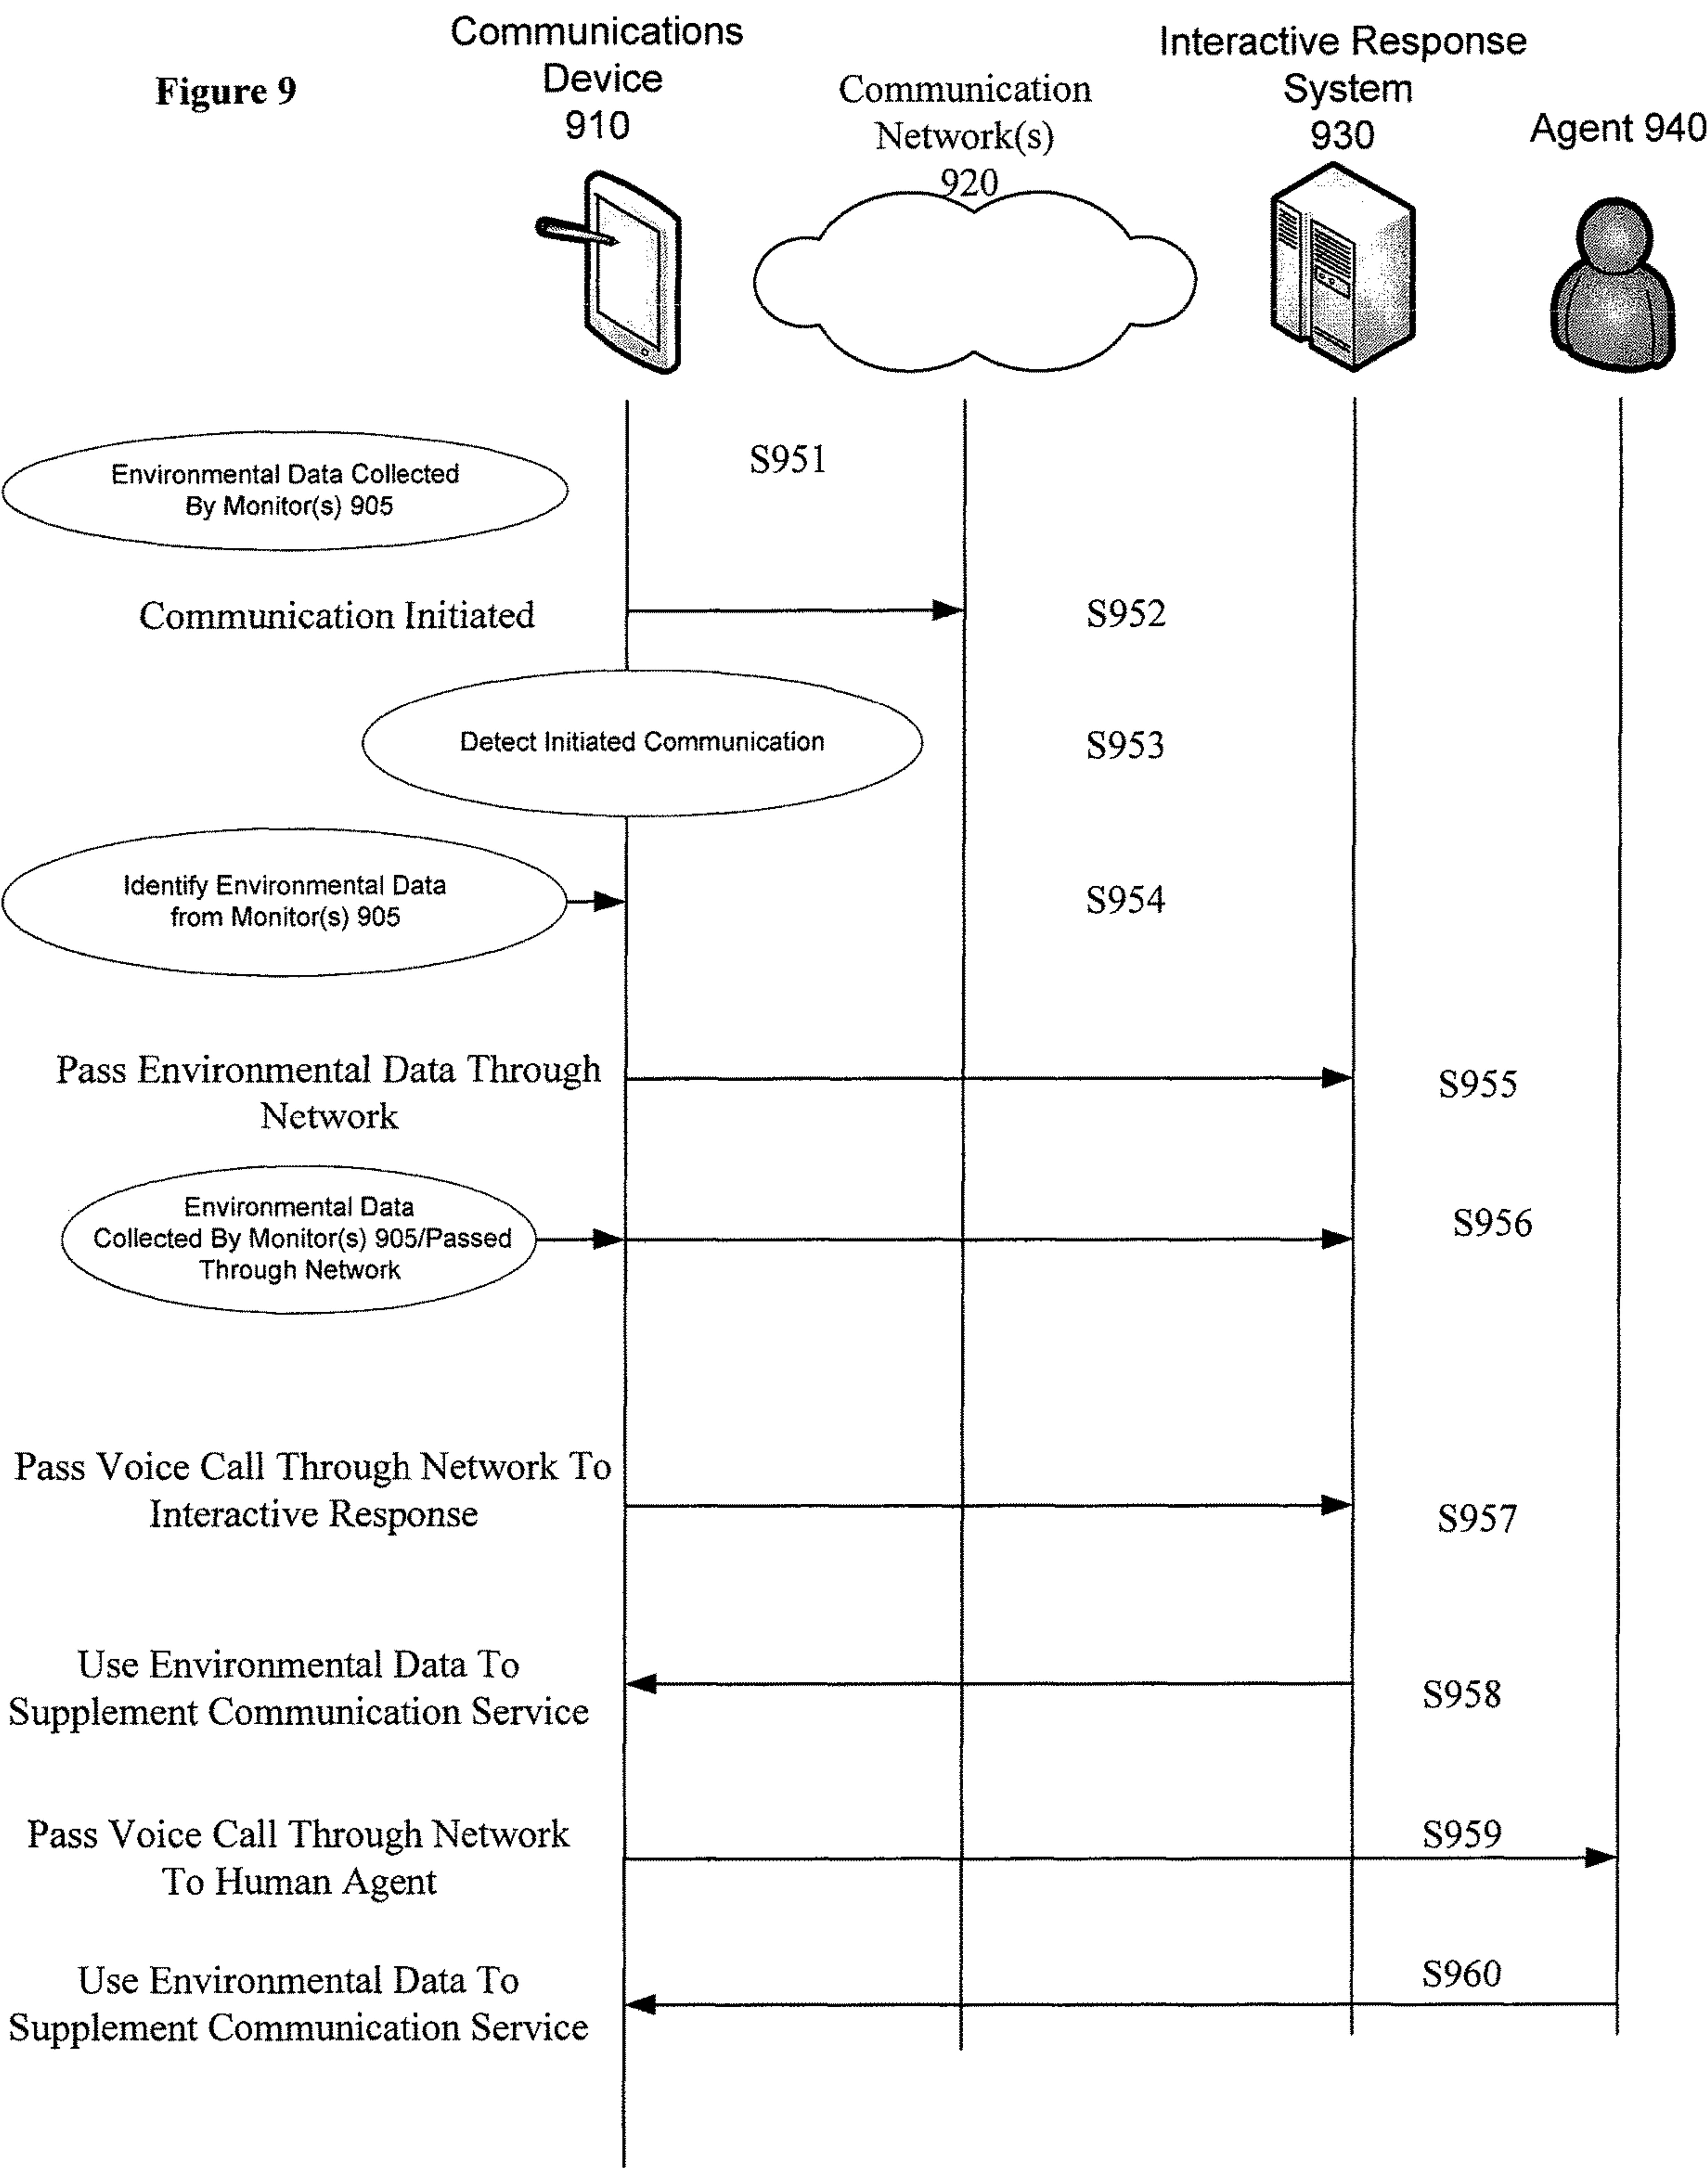 Figure 9
Communications
Device
910
Communication
Network(s)
920
Interactive Response
System
930
Agent 940
Environmental Data Collected
By Monitor(s) 905
S951
Communication Initiated
S952
Detect Initiated Communication
S953
Identify Environmental Data
from Monitor(s) 905
S954
Pass Environmental Data Through
Network
S955
Environmental Data
Collected By Monitor(s) 905/Passed
Through Network
S956
Pass Voice Call Through Network To
Interactive Response
S957
Use Environmental Data To
Supplement Communication Service
S958
Pass Voice Call Through Network
To Human Agent
S959
Use Environmental Data To
Supplement Communication Service
S960